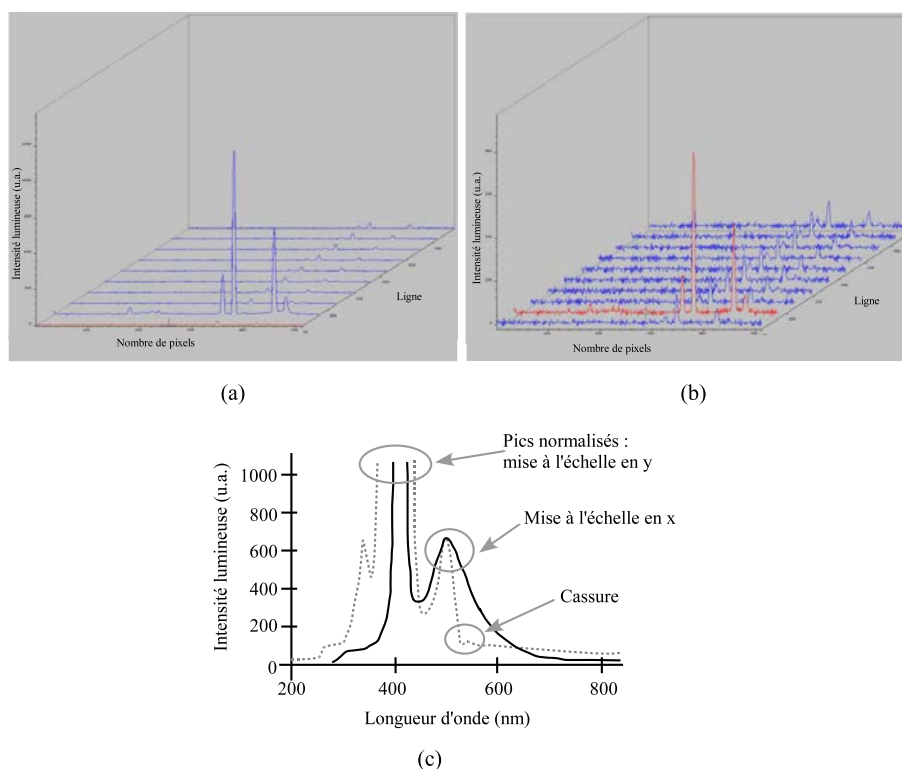 Intensité lumineuse (u.a.)
Nombre de pixels
Ligne
(a)
Intensité lumineuse (u.a.)
Nombre de pixels
Ligne
(b)
Intensité lumineuse (u.a.)
1000
800
600
400
200
0
200
400
600
800
Longueur d'onde (nm)
Pics normalisés :
mise à l'échelle en y
Mise à l'échelle en x
Cassure
(c)